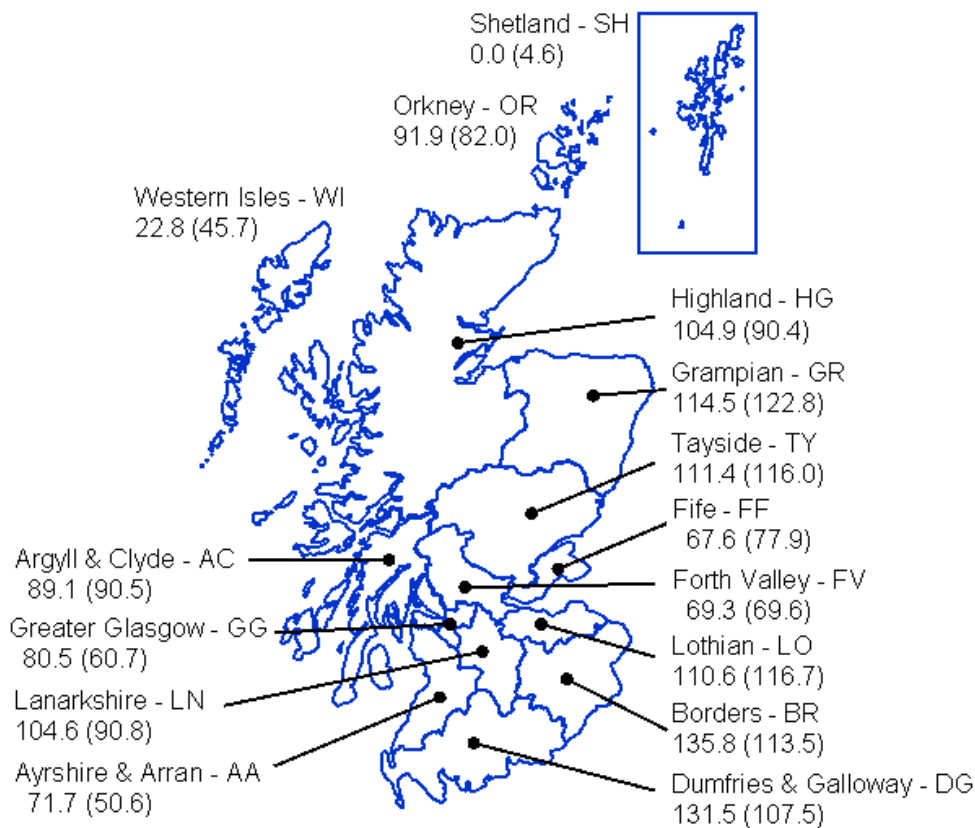 Shetland - SH
0.0 (4.6)
Orkney - OR
91.9 (82.0)
Western Isles - WI
22.8 (45.7)
Highland - HG
104.9 (90.4)
Grampian - GR
114.5 (122.8)
Tayside - TY
111.4 (116.0)
Fife - FF
67.6 (77.9)
Forth Valley - FV
69.3 (69.6)
Lothian - LO
110.6 (116.7)
Borders - BR
135.8 (113.5)
Dumfries & Galloway - DG
131.5 (107.5)
Argyll & Clyde - AC
89.1 (90.5)
Greater Glasgow - GG
80.5 (60.7)
Lanarkshire - LN
104.6 (90.8)
Ayrshire & Arran - AA
71.7 (50.6)